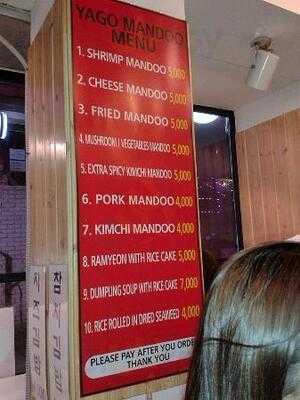 YAGO MANDOO
MENU
1. SHRIMP MANDOO 5,000
2. CHEESE MANDOO 5,000
3. FRIED MANDOO 5,000
4. MUSHROOM / VEGETABLES MANDOO 5,000
5. EXTRA SPICY KIMCHI MANDOO 5,000
6. PORK MANDOO 4,000
7. KIMCHI MANDOO 4,000
8. RAMYEON WITH RICE CAKE 5,000
9. DUMPLING SOUP WITH RICE CAKE 7,000
10. RICE ROLLED IN DRIED SEAWEED 4,000
PLEASE PAY AFTER YOU ORDE
THANK YOU